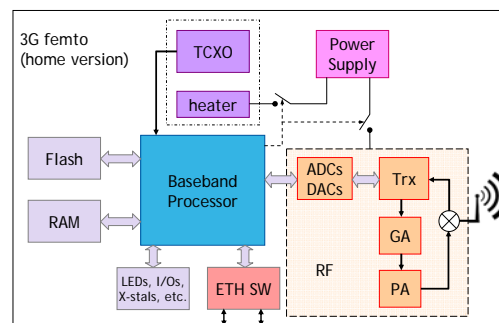 3G femto
(home version)
TCXO
heater
Power
Supply
Flash
RAM
Baseband
Processor
ADCs
DACs
Trx
GA
PA
RF
LEDs, I/Os,
X-stals, etc.
ETH SW